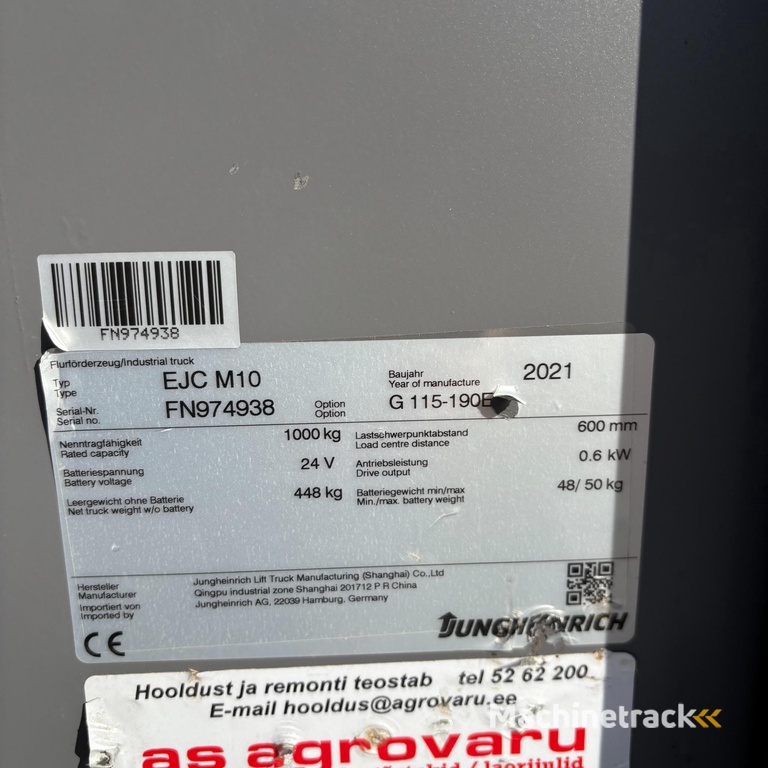 FN974938
Flurförderzeug/Industrial truck
Typ
Type
EJC M10
Baujahr
Year of manufacture
2021
Serial-Nr.
Serial no.
FN974938
Option
Option
G 115-190E
Nenntragfähigkeit
Rated capacity
1000 kg
Lastschwerpunktabstand
Load centre distance
600 mm
Batteriespannung
Battery voltage
24 V
Antriebsleistung
Drive output
0.6 kW
Leergewicht ohne Batterie
Net truck weight w/o battery
448 kg
Batteriegewicht min/max
Min./max. battery weight
48/ 50 kg
Hersteller
Manufacturer
Importiert von
Imported by
Jungheinrich Lift Truck Manufacturing (Shanghai) Co.,Ltd
Qingpu industrial zone Shanghai 201712 P R China
Jungheinrich AG, 22039 Hamburg, Germany
CE
JUNGHEINRICH
Hooldust ja remonti teostab tel 52 62 200
E-mail hooldus@agrovaru.ee
Machinetrack
as agrovaru
/ laoriiulid